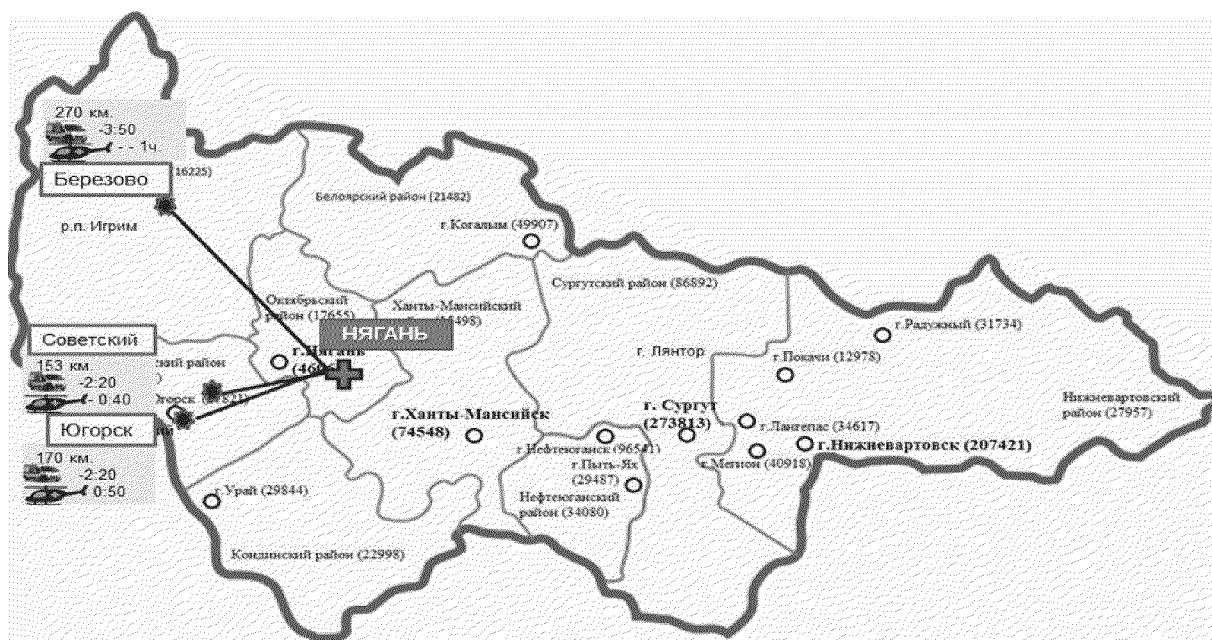 270 км.
-3:50
- - 1ч.
Березово
16225)
р.п. Игрим
Белоярский район (21482)
г.Когалым (49907)
Сургутский район (86892)
Октябрьский
район (17655)
Ханты-Мансийский
НЯГАНЬ
г.Нягань
Советский
153 км.
-2:20
- 0:40
Югорск
170 км.
-2:20
0:50
г.Радужный (31734)
г. Лянтор
г.Покачи (12978)
Нижневартовский
район (27957)
г.Ханты-Мансийск
(74548)
г. Сургут
(273813)
г.Лангепас (34617)
г.Нижневартовск (207421)
г.Нефтеюганск (96541)
г.Мегион (40918)
г.Пыть-Ях
(29487)
Нефтеюганский
район (34080)
г.Урай (29844)
Кондинский район (22998)